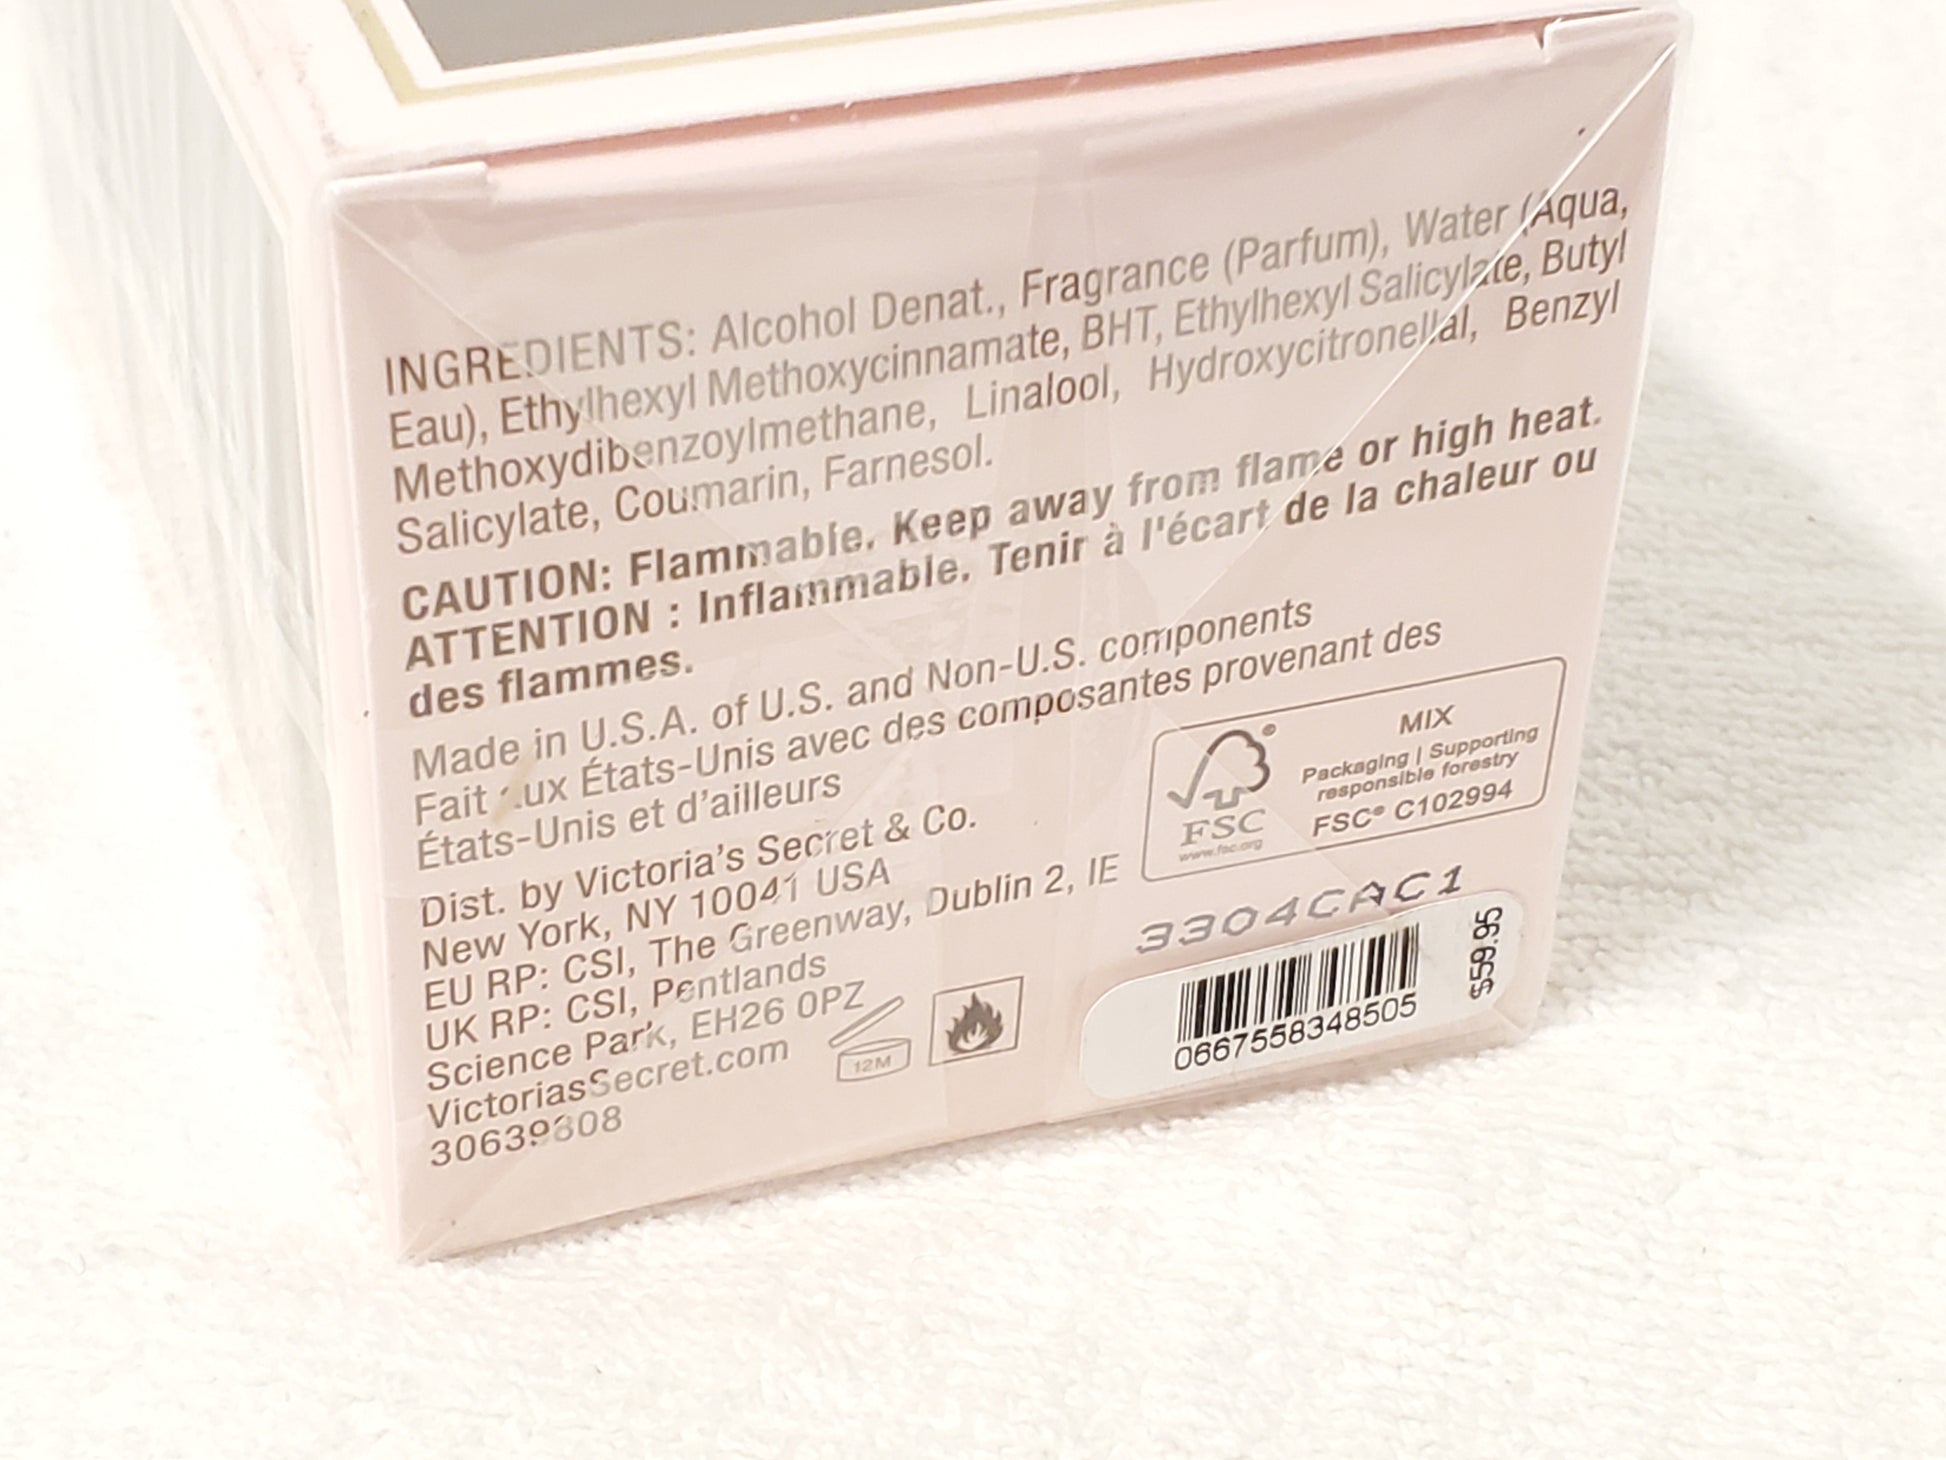 INGREDIENTS: Alcohol Denat., Fragrance (Parfum), Water (Aqua,
Eau), Ethylhexyl Methoxycinnamate, BHT, Ethylhexyl Salicylate, Butyl
Methoxydibenzoylmethane, Linalool, Hydroxycitronellal, Benzyl
Salicylate, Coumarin, Farnesol.
CAUTION: Flammable. Keep away from flame or high heat.
ATTENTION : Inflammable. Tenir à l'écart de la chaleur ou
des flammes.
Made in U.S.A. of U.S. and Non-U.S. components
Fait aux États-Unis avec des composantes provenant des
États-Unis et d'ailleurs
Dist. by Victoria's Secret & Co.
New York, NY 10041 USA
EU RP: CSI, The Greenway, Dublin 2, IE
UK RP: CSI, Pentlands
Science Park, EH26 0PZ
VictoriasSecret.com
12M
FSC
www.fsc.org
MIX
Packaging | Supporting
responsible forestry
FSC® C102994
3304CAC1
0667558348505
$59.95